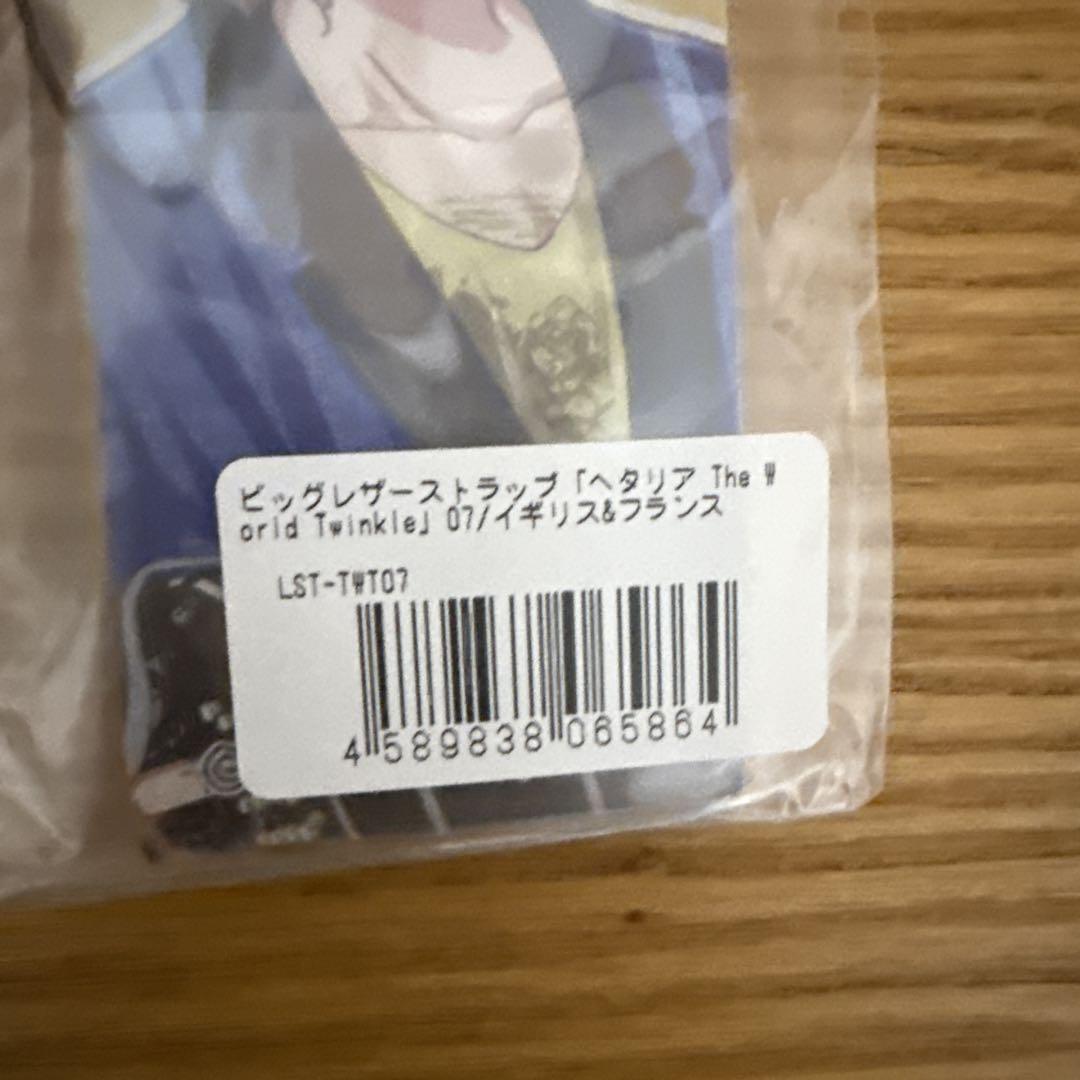 ビッグレザーストラップ「ヘタリア The W
orld Twinkle」07/イギリス&フランス
LST-TWT07
4 589838 065864